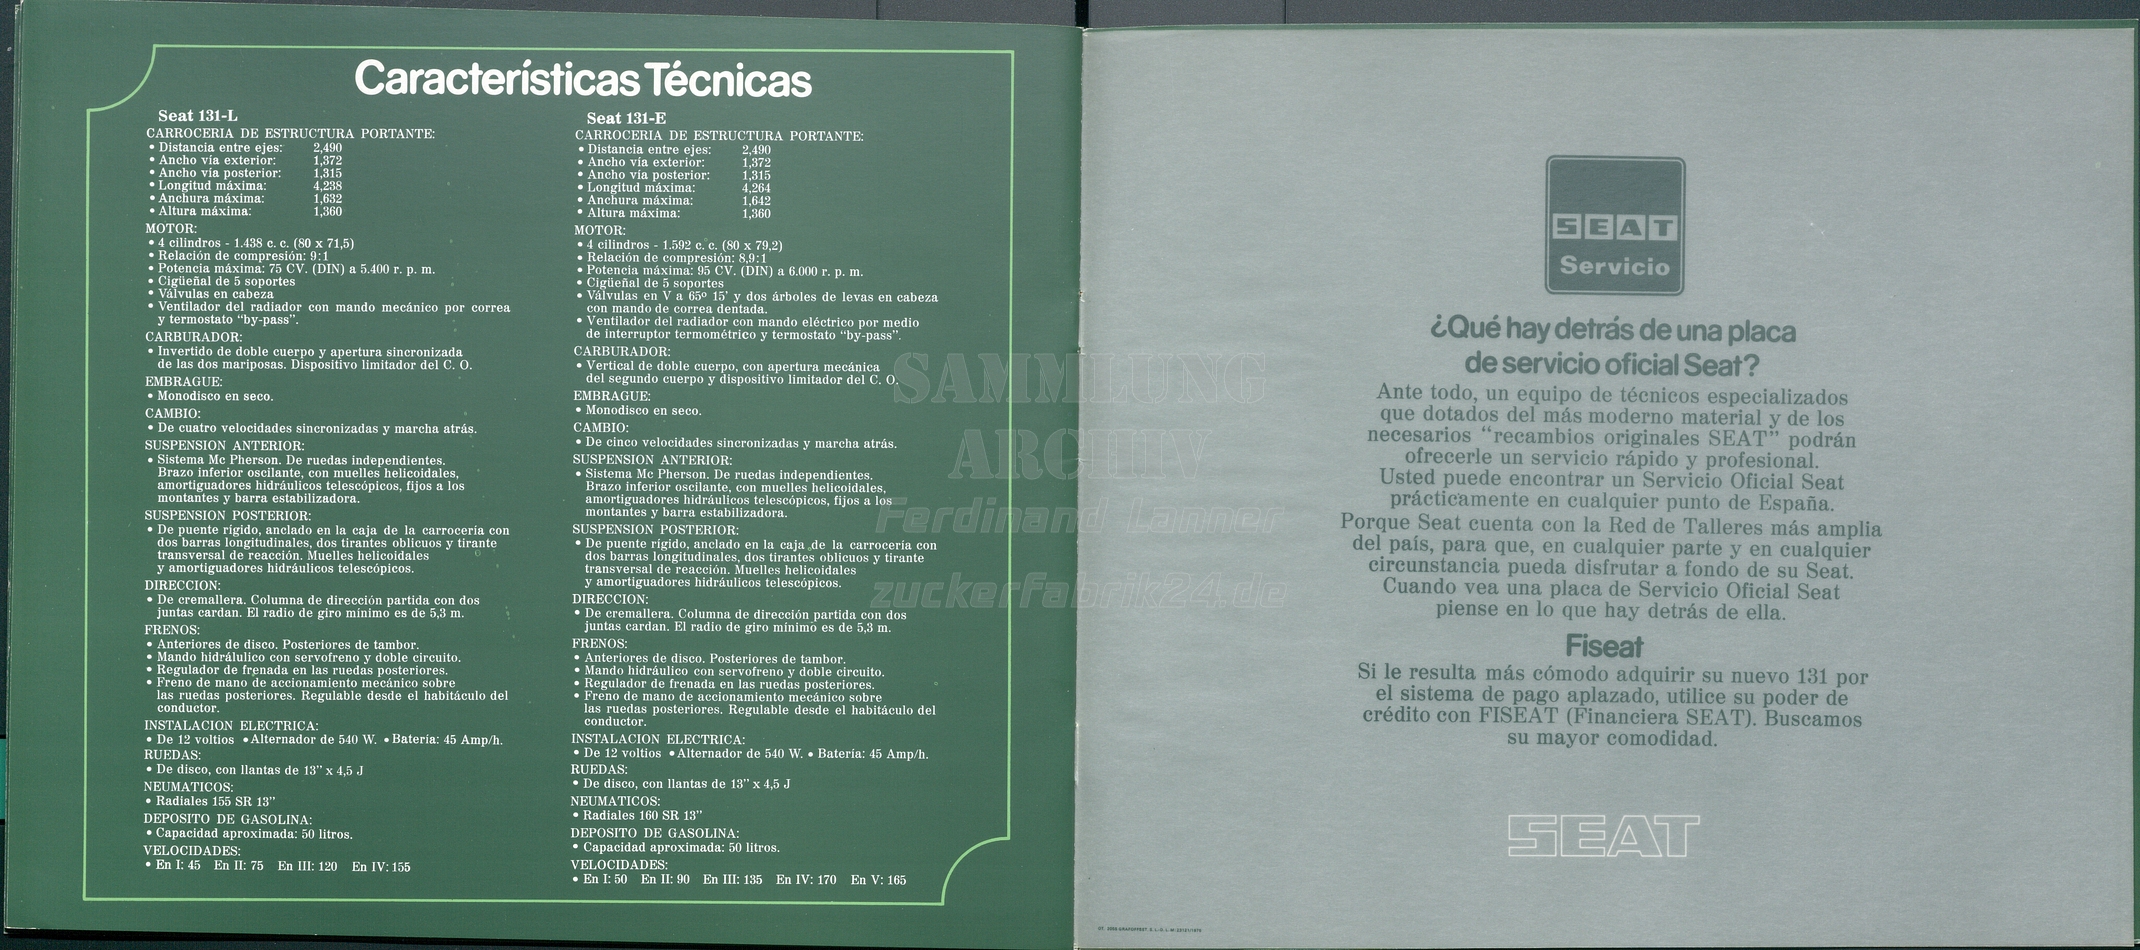 Características Técnicas
Seat 131-L
CARROCERIA DE ESTRUCTURA PORTANTE:
• Distancia entre ejes: 2,490
• Ancho vía exterior: 1,372
• Ancho vía posterior: 1,315
• Longitud máxima: 4,238
• Anchura máxima: 1,632
• Altura máxima: 1,360
MOTOR:
• 4 cilindros - 1.438 c. c. (80 x 71,5)
• Relación de compresión: 9:1
• Potencia máxima: 75 CV. (DIN) a 5.400 r. p. m.
• Cigüeñal de 5 soportes
• Válvulas en cabeza
• Ventilador del radiador con mando mecánico por correa
y termostato “by-pass”.
CARBURADOR:
• Invertido de doble cuerpo y apertura sincronizada
de las dos mariposas. Dispositivo limitador del C. O.
EMBRAGUE:
• Monodisco en seco.
CAMBIO:
• De cuatro velocidades sincronizadas y marcha atrás.
SUSPENSION ANTERIOR:
• Sistema Mc Pherson. De ruedas independientes.
Brazo inferior oscilante, con muelles helicoidales,
amortiguadores hidráulicos telescópicos, fijos a los
montantes y barra estabilizadora.
SUSPENSION POSTERIOR:
• De puente rígido, anclado en la caja de la carrocería con
dos barras longitudinales, dos tirantes oblicuos y tirante
transversal de reacción. Muelles helicoidales
y amortiguadores hidráulicos telescópicos.
DIRECCION:
• De cremallera. Columna de dirección partida con dos
juntas cardan. El radio de giro mínimo es de 5,3 m.
FRENOS:
• Anteriores de disco. Posteriores de tambor.
• Mando hidrálulico con servofreno y doble circuito.
• Regulador de frenada en las ruedas posteriores.
• Freno de mano de accionamiento mecánico sobre
las ruedas posteriores. Regulable desde el habitáculo del
conductor.
INSTALACION ELECTRICA:
• De 12 voltios • Alternador de 540 W. • Batería: 45 Amp/h.
RUEDAS:
• De disco, con llantas de 13” x 4,5 J
NEUMATICOS:
• Radiales 155 SR 13”
DEPOSITO DE GASOLINA:
• Capacidad aproximada: 50 litros.
VELOCIDADES:
• En I: 45 En II: 75 En III: 120 En IV: 155
Seat 131-E
CARROCERIA DE ESTRUCTURA PORTANTE:
• Distancia entre ejes: 2,490
• Ancho vía exterior: 1,372
• Ancho vía posterior: 1,315
• Longitud máxima: 4,264
• Anchura máxima: 1,642
• Altura máxima: 1,360
MOTOR:
• 4 cilindros - 1.592 c. c. (80 x 79,2)
• Relación de compresión: 8,9:1
• Potencia máxima: 95 CV. (DIN) a 6.000 r. p. m.
• Cigüeñal de 5 soportes
• Válvulas en V a 65º 15’ y dos árboles de levas en cabeza
con mando de correa dentada.
• Ventilador del radiador con mando eléctrico por medio
de interruptor termométrico y termostato “by-pass”.
CARBURADOR:
• Vertical de doble cuerpo, con apertura mecánica
del segundo cuerpo y dispositivo limitador del C. O.
EMBRAGUE:
• Monodisco en seco.
CAMBIO:
• De cinco velocidades sincronizadas y marcha atrás.
SUSPENSION ANTERIOR:
• Sistema Mc Pherson. De ruedas independientes.
Brazo inferior oscilante, con muelles helicoidales,
amortiguadores hidráulicos telescópicos, fijos a los
montantes y barra estabilizadora.
SUSPENSION POSTERIOR:
• De puente rígido, anclado en la caja de la carrocería con
dos barras longitudinales, dos tirantes oblicuos y tirante
transversal de reacción. Muelles helicoidales
y amortiguadores hidráulicos telescópicos.
DIRECCION:
• De cremallera. Columna de dirección partida con dos
juntas cardan. El radio de giro mínimo es de 5,3 m.
FRENOS:
• Anteriores de disco. Posteriores de tambor.
• Mando hidráulico con servofreno y doble circuito.
• Regulador de frenada en las ruedas posteriores.
• Freno de mano de accionamiento mecánico sobre
las ruedas posteriores. Regulable desde el habitáculo del
conductor.
INSTALACION ELECTRICA:
• De 12 voltios • Alternador de 540 W. • Batería: 45 Amp/h.
RUEDAS:
• De disco, con llantas de 13” x 4,5 J
NEUMATICOS:
• Radiales 160 SR 13”
DEPOSITO DE GASOLINA:
• Capacidad aproximada: 50 litros.
VELOCIDADES:
• En I: 50 En II: 90 En III: 135 En IV: 170 En V: 165
SAMMLUNG
ARCHIV
Ferdinand Lanner
zuckerfabrik24.de
SEAT
Servicio
¿Qué hay detrás de una placa
de servicio oficial Seat?
Ante todo, un equipo de técnicos especializados
que dotados del más moderno material y de los
necesarios “recambios originales SEAT” podrán
ofrecerle un servicio rápido y profesional.
Usted puede encontrar un Servicio Oficial Seat
prácticamente en cualquier punto de España.
Porque Seat cuenta con la Red de Talleres más amplia
del país, para que, en cualquier parte y en cualquier
circunstancia pueda disfrutar a fondo de su Seat.
Cuando vea una placa de Servicio Oficial Seat
piense en lo que hay detrás de ella.
Fiseat
Si le resulta más cómodo adquirir su nuevo 131 por
el sistema de pago aplazado, utilice su poder de
crédito con FISEAT (Financiera SEAT). Buscamos
su mayor comodidad.
SEAT